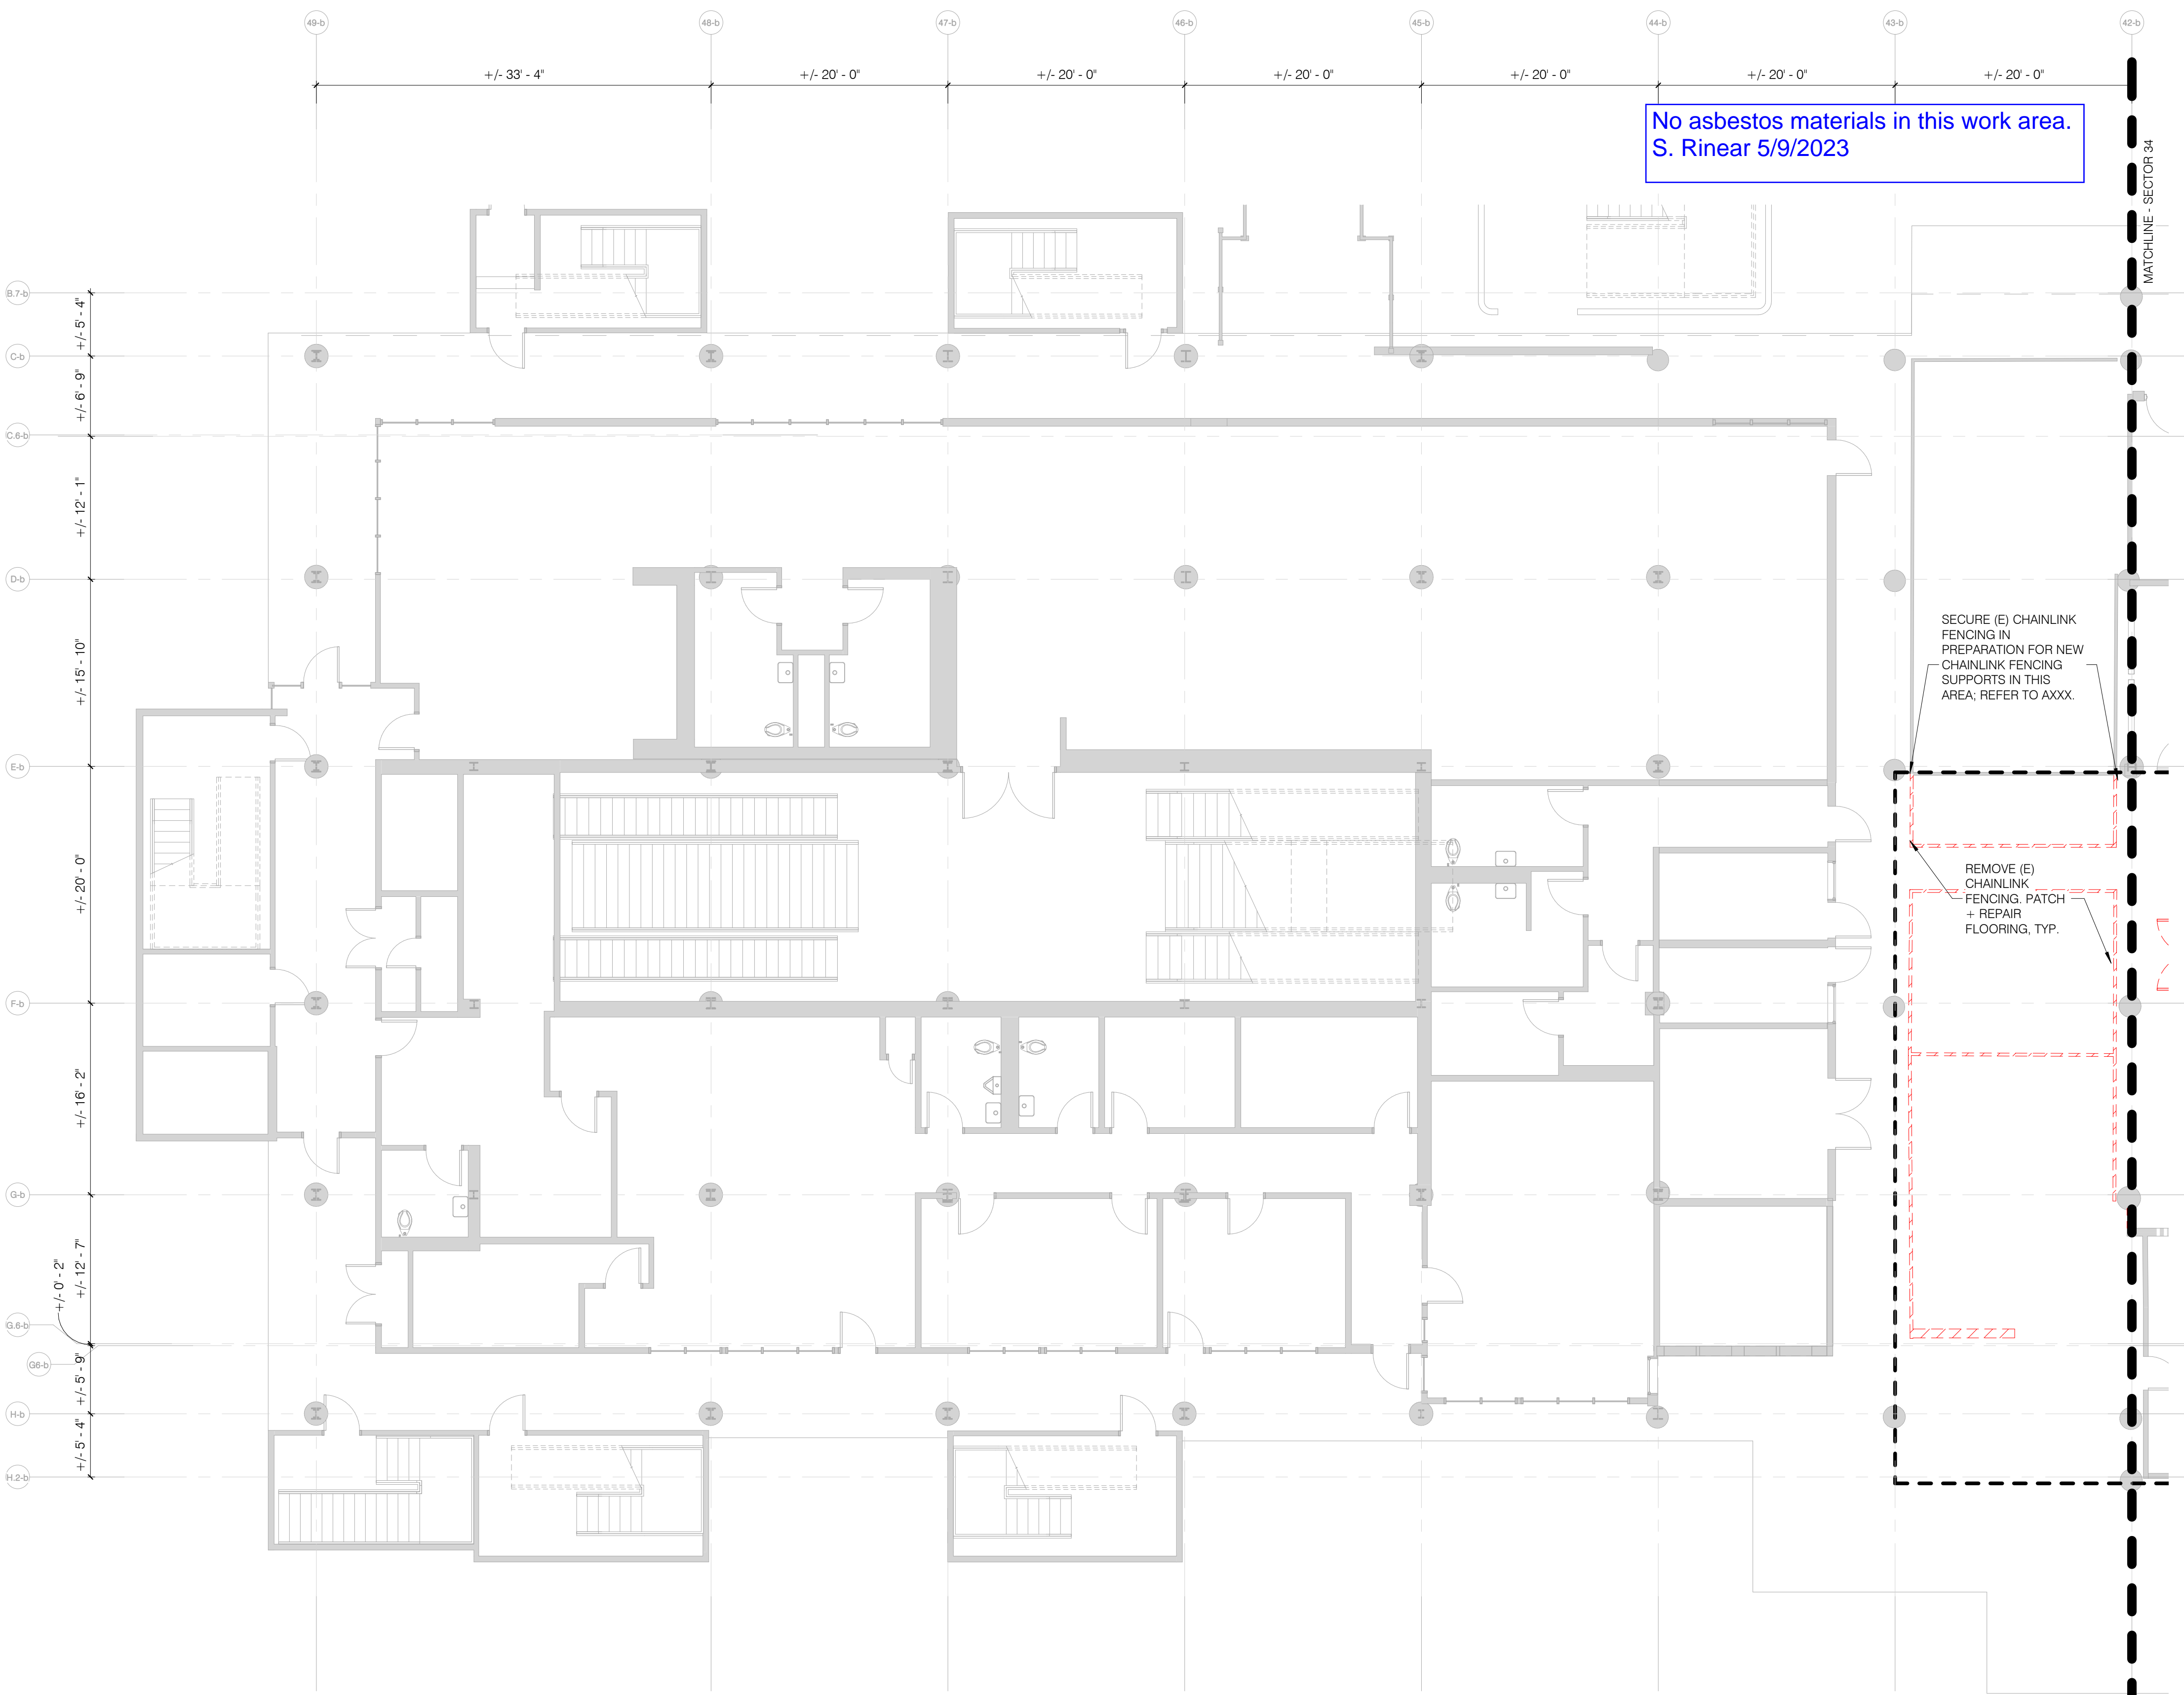 49-b
48-b
47-b
46-b
45-b
44-b
43-b
42-b
+/- 33' - 4"
+/- 20' - 0"
+/- 20' - 0"
+/- 20' - 0"
+/- 20' - 0"
+/- 20' - 0"
+/- 20' - 0"
No asbestos materials in this work area.
S. Rinear 5/9/2023
MATCHLINE - SECTOR 34
B.7-b
+/- 5' - 4"
C-b
+/- 6' - 9"
C.6-b
+/- 12' - 1"
D-b
+/- 15' - 10"
E-b
+/- 20' - 0"
F-b
+/- 16' - 2"
G-b
+/- 12' - 7"
+/- 0' - 2"
G.6-b
G6-b
+/- 5' - 9"
H-b
+/- 5' - 4"
H.2-b
SECURE (E) CHAINLINK
FENCING IN
PREPARATION FOR NEW
CHAINLINK FENCING
SUPPORTS IN THIS
AREA; REFER TO AXXX.
REMOVE (E)
CHAINLINK
FENCING. PATCH
+ REPAIR
FLOORING, TYP.